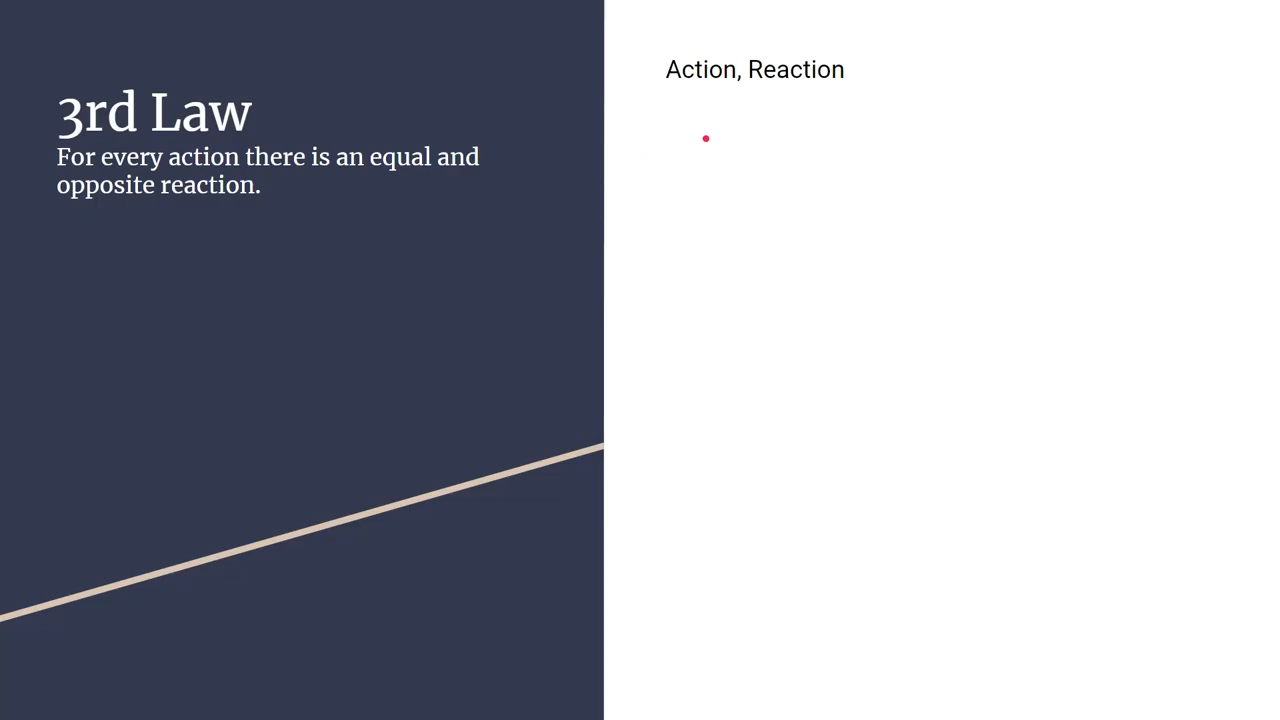 3rd Law
For every action there is an equal and
opposite reaction.
Action, Reaction